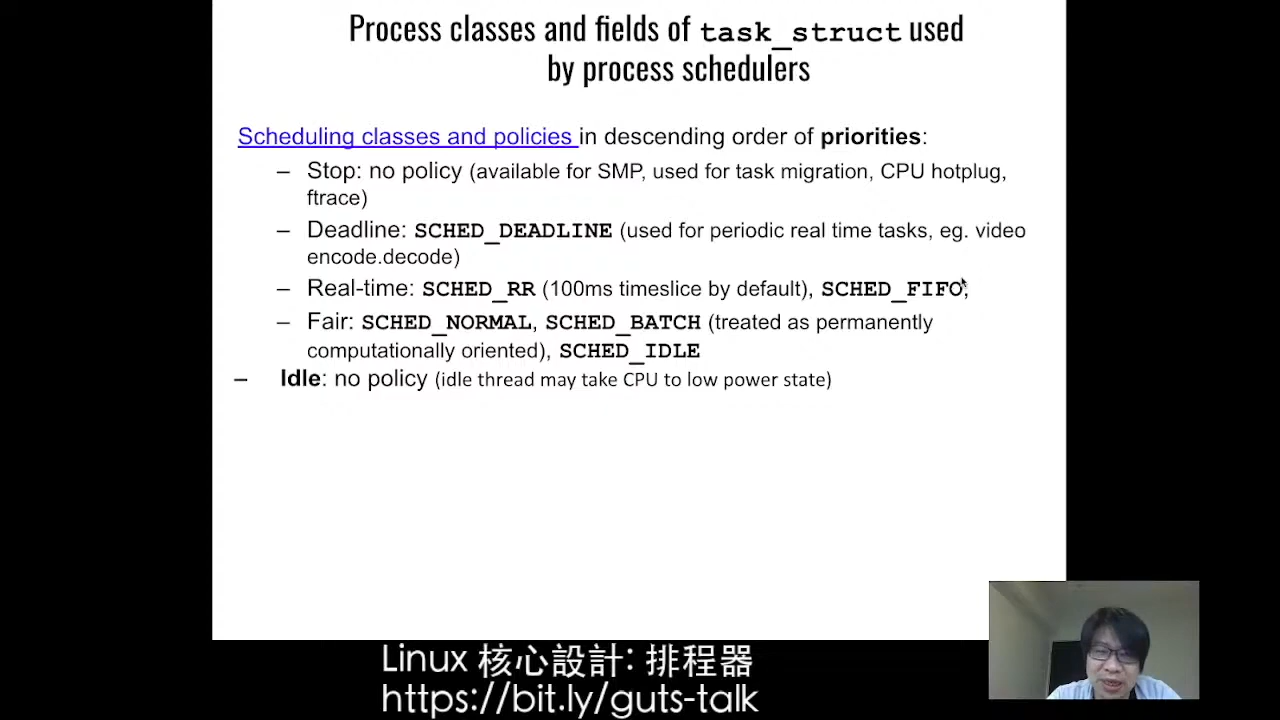 Process classes and fields of task_struct used
by process schedulers
Scheduling classes and policies in descending order of priorities:
– Stop: no policy (available for SMP, used for task migration, CPU hotplug,
ftrace)
– Deadline: SCHED_DEADLINE (used for periodic real time tasks, eg. video
encode.decode)
– Real-time: SCHED_RR (100ms timeslice by default), SCHED_FIFO,
– Fair: SCHED_NORMAL, SCHED_BATCH (treated as permanently
computationally oriented), SCHED_IDLE
– Idle: no policy (idle thread may take CPU to low power state)
Linux 核心設計: 排程器
https://bit.ly/guts-talk